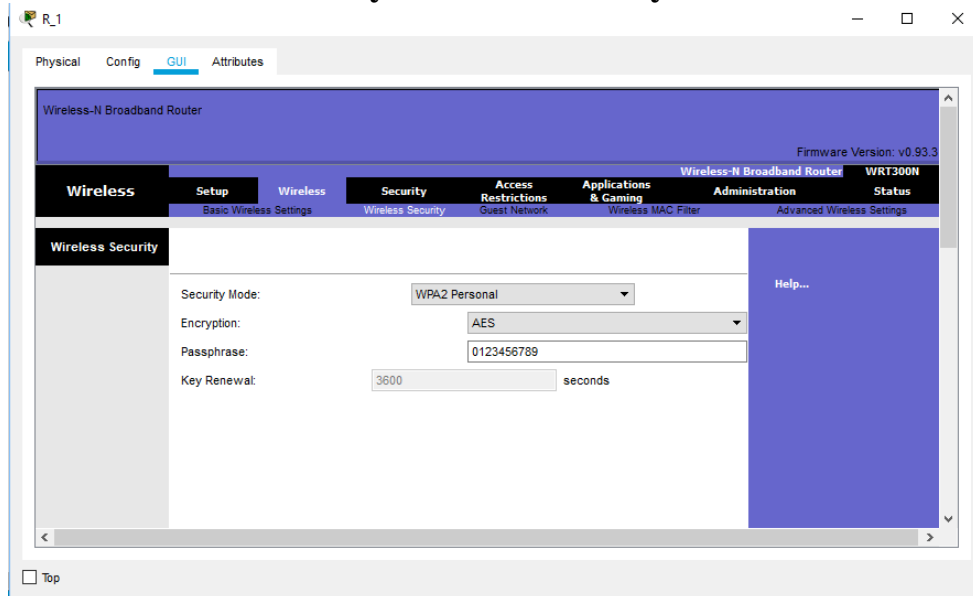 R_1
Physical Config GUI Attributes
Wireless-N Broadband Router
Firmware Version: v0.93.3
Wireless-N Broadband Router WRT300N
Wireless Setup Wireless Security Access Restrictions Applications & Gaming Administration Status
Basic Wireless Settings Wireless Security Guest Network Wireless MAC Filter Advanced Wireless Settings
Wireless Security
Help...
Security Mode: WPA2 Personal
Encryption: AES
Passphrase: 0123456789
Key Renewal: 3600 seconds
Top